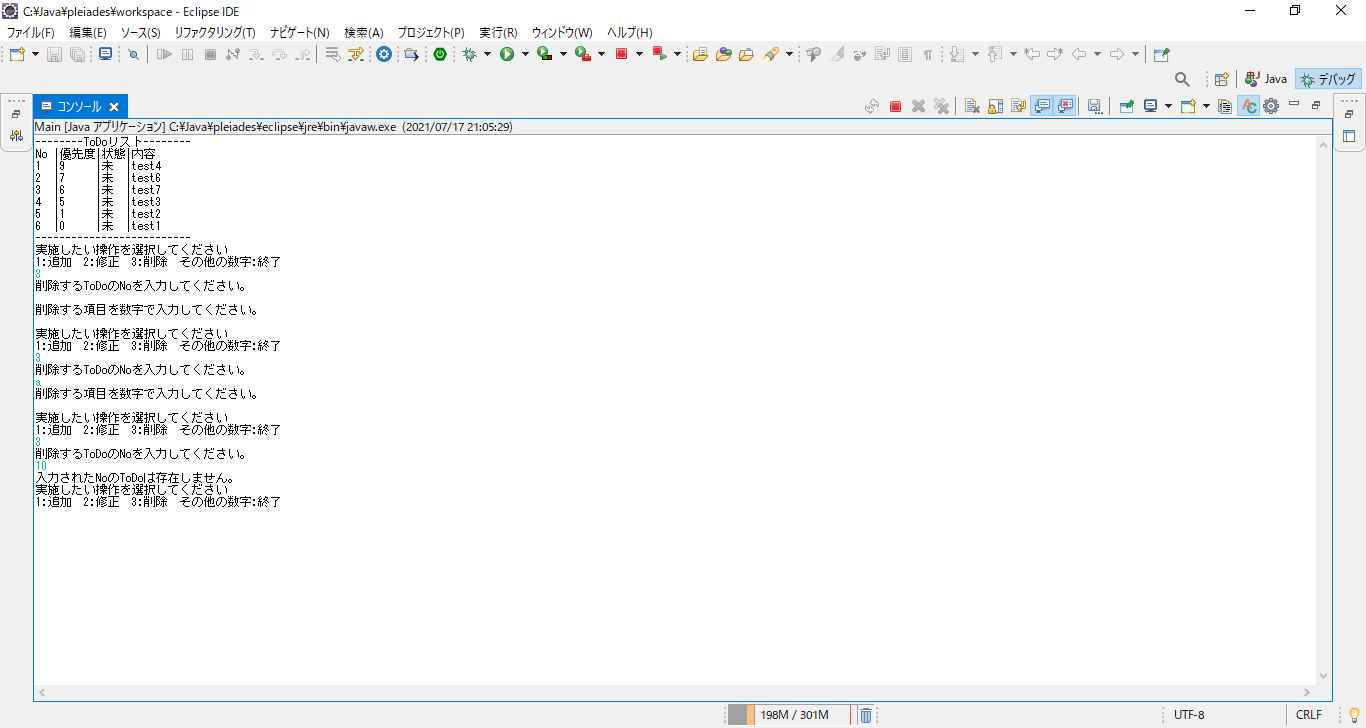 C:¥Java¥pleiades¥workspace - Eclipse IDE
ファイル(F) 編集(E) ソース(S) リファクタリング(T) ナビゲート(N) 検索(A) プロジェクト(P) 実行(R) ウィンドウ(W) ヘルプ(H)
Java デバッグ
コンソール
Main [Java アプリケーション] C:¥Java¥pleiades¥eclipse¥jre¥bin¥javaw.exe (2021/07/17 21:05:29)
--------ToDoリスト--------
No |優先度|状態|内容
1 |9 |未 |test4
2 |7 |未 |test6
3 |6 |未 |test7
4 |5 |未 |test3
5 |1 |未 |test2
6 |0 |未 |test1
--------------------------
実施したい操作を選択してください
1:追加 2:修正 3:削除 その他の数字:終了
3
削除するToDoのNoを入力してください。
削除する項目を数字で入力してください。
実施したい操作を選択してください
1:追加 2:修正 3:削除 その他の数字:終了
3
削除するToDoのNoを入力してください。
a
削除する項目を数字で入力してください。
実施したい操作を選択してください
1:追加 2:修正 3:削除 その他の数字:終了
3
削除するToDoのNoを入力してください。
10
入力されたNoのToDoは存在しません。
実施したい操作を選択してください
1:追加 2:修正 3:削除 その他の数字:終了
198M / 301M UTF-8 CRLF